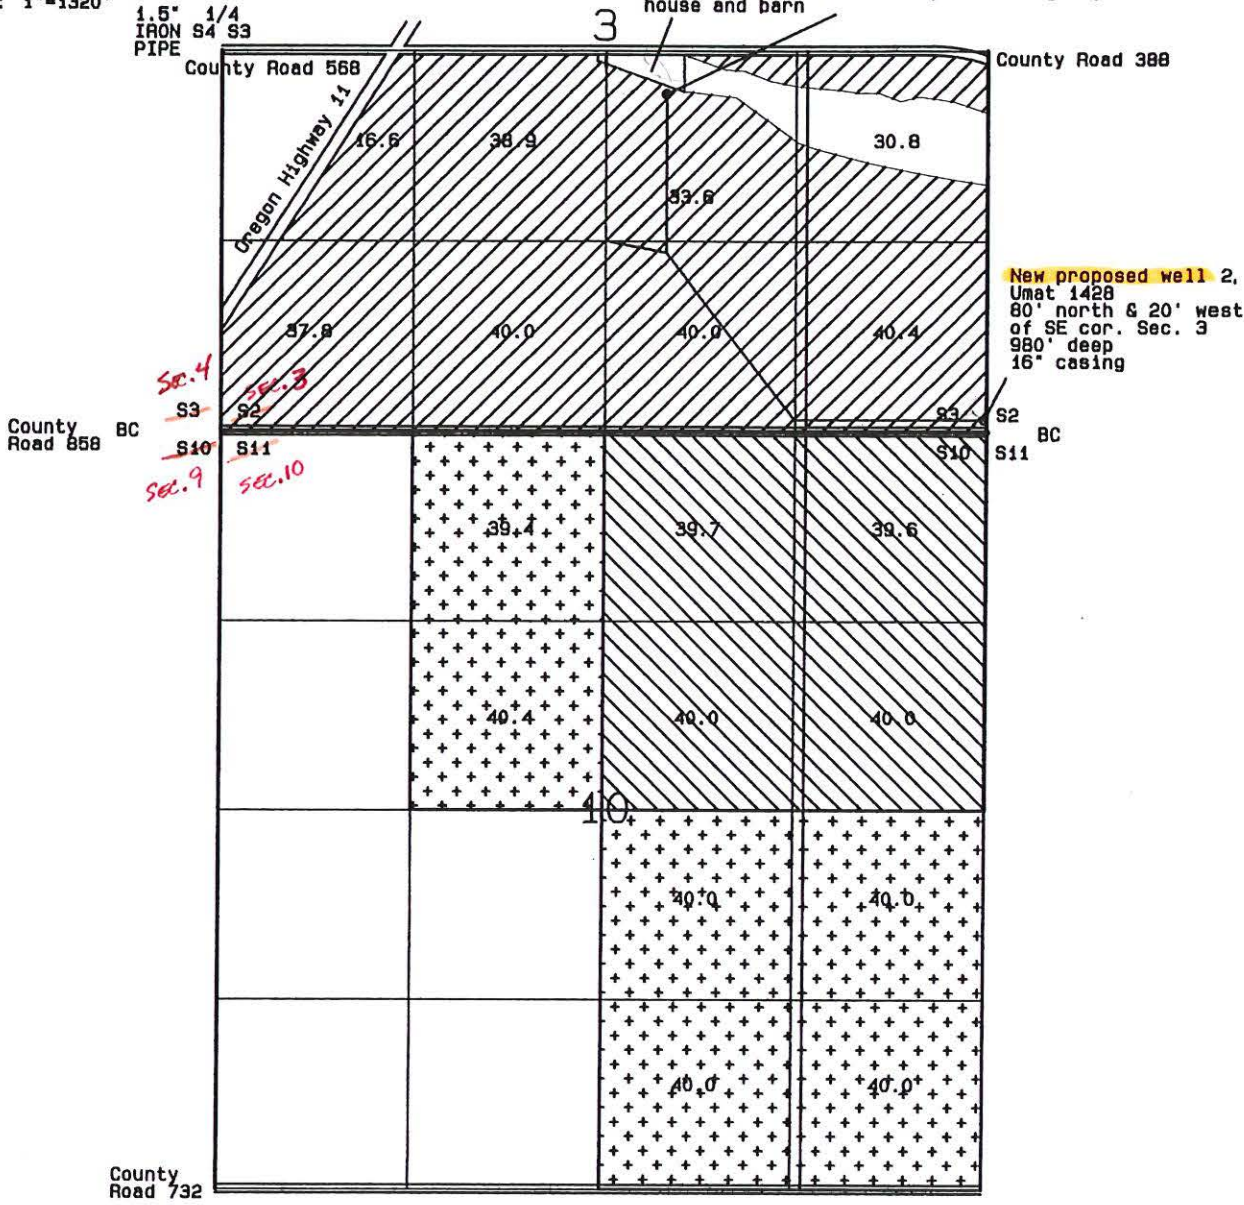 1"=1320'
1.5" 1/4
IRON S4 S3
PIPE
3
house and barn
County Road 568
County Road 388
Oregon Highway 11
16.6
38.9
30.8
33.6
New proposed well 2,
Umat 1428
80' north & 20' west
of SE cor. Sec. 3
980' deep
16" casing
37.8
40.0
40.0
40.4
Sec.4
SEC.3
S3 S2
S3 S2
County
Road 858
BC
BC
S10 S11
S10 S11
SEC.9
SEC.10
39.4
39.7
39.6
40.4
40.0
40.0
10
40.0
40.0
40.0
40.0
County
Road 732